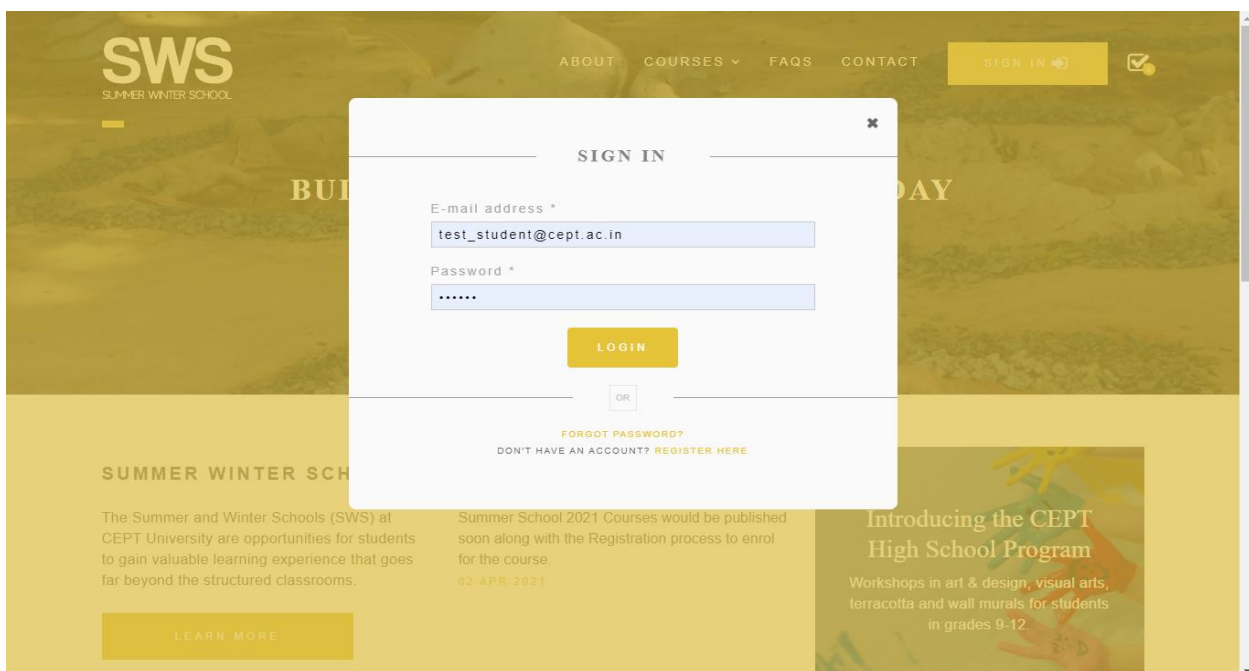 SWS
SUMMER WINTER SCHOOL
ABOUT COURSES FAQS CONTACT SIGN IN
SIGN IN
BUI
DAY
E-mail address *
test_student@cept.ac.in
Password *
••••••
LOGIN
OR
FORGOT PASSWORD?
DON'T HAVE AN ACCOUNT? REGISTER HERE
SUMMER WINTER SCH
The Summer and Winter Schools (SWS) at
CEPT University are opportunities for students
to gain valuable learning experience that goes
far beyond the structured classrooms.
LEARN MORE
Summer School 2021 Courses would be published
soon along with the Registration process to enrol
for the course.
02 APR 2021
Introducing the CEPT
High School Program
Workshops in art & design, visual arts,
terracotta and wall murals for students
in grades 9-12.